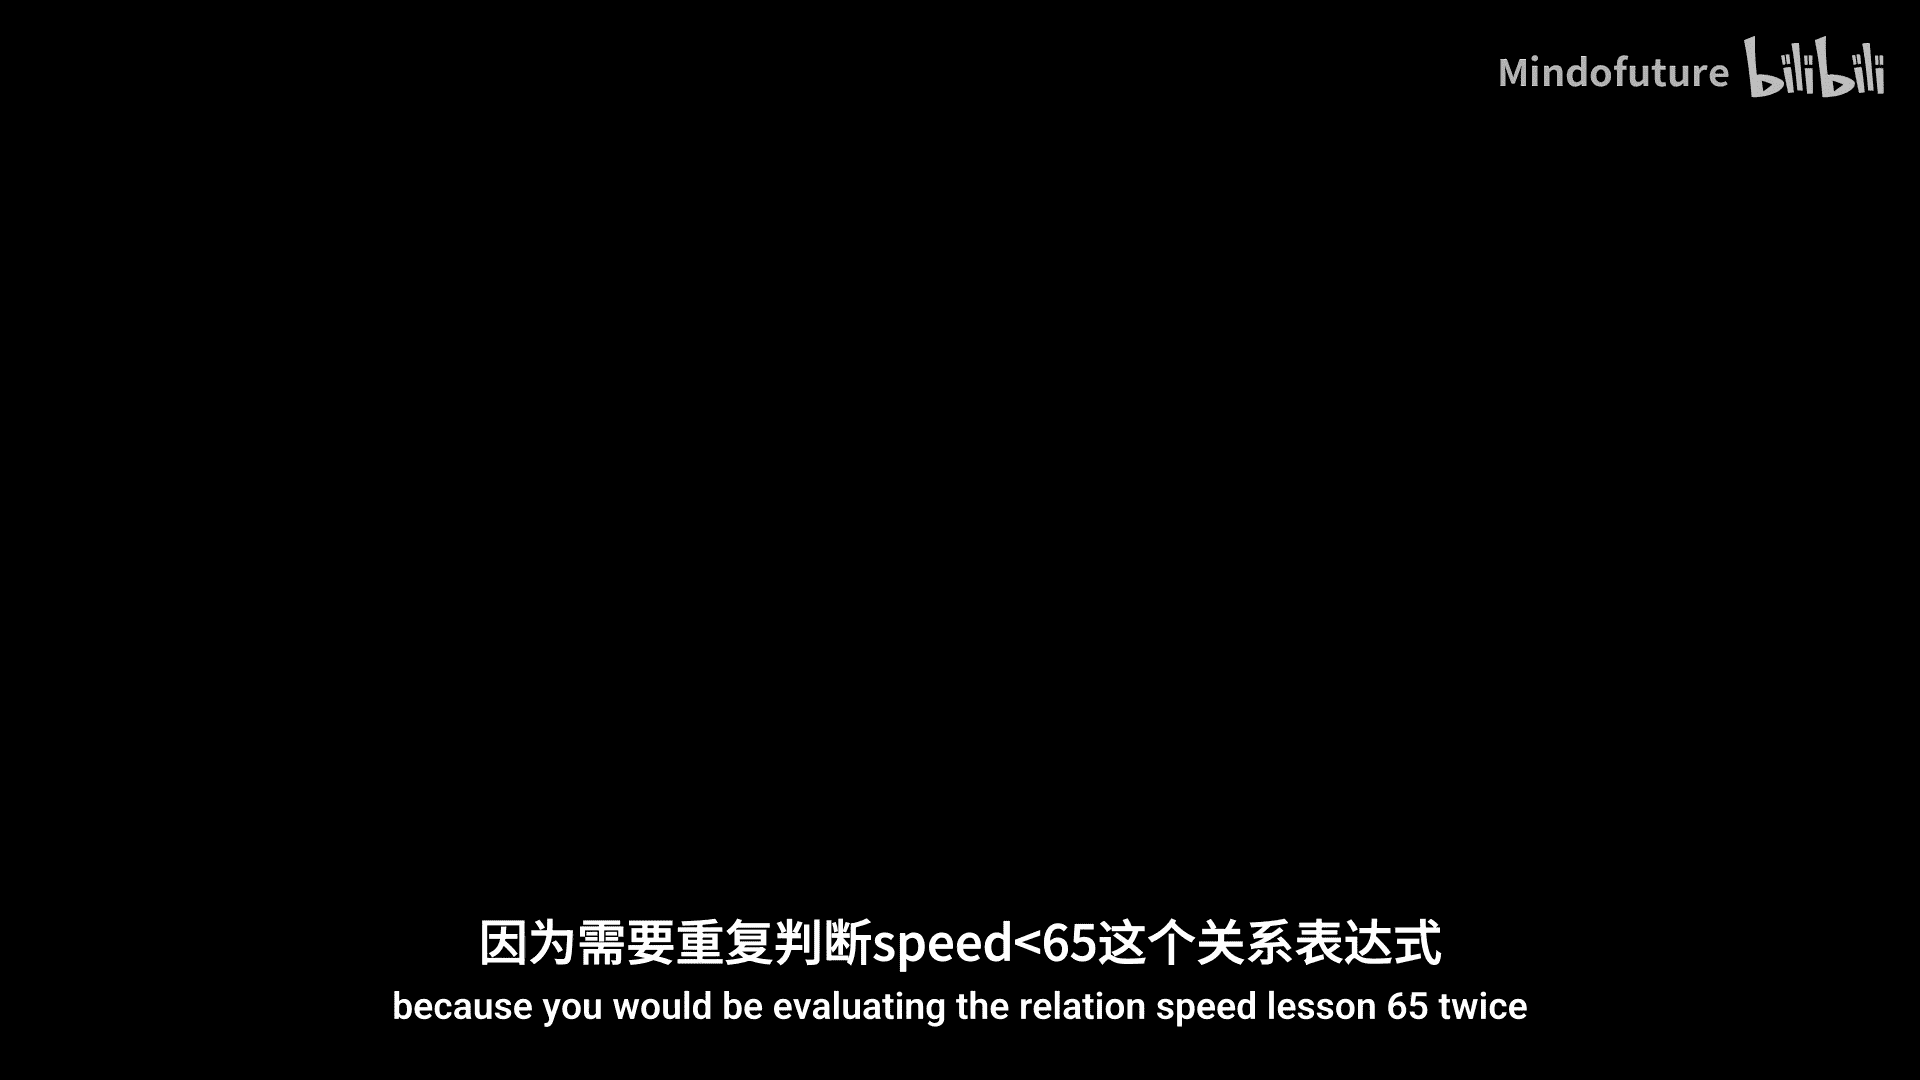 Mindofuture bilibili
因为需要重复判断speed<65这个关系表达式
because you would be evaluating the relation speed lesson 65 twice